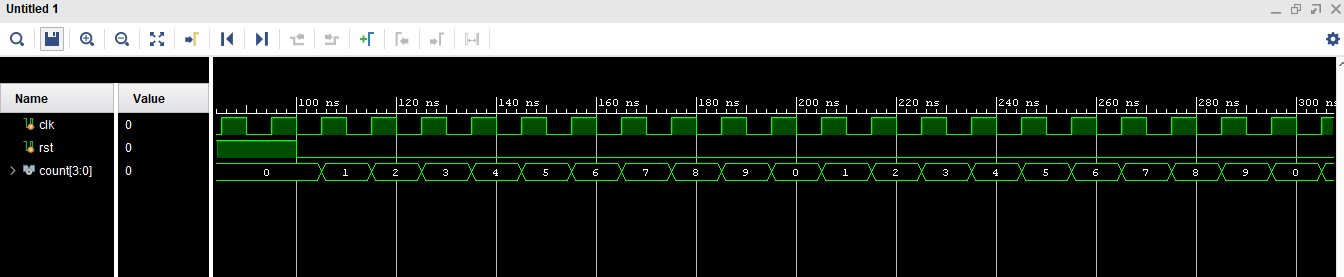 Untitled 1
Name Value
100 ns 120 ns 140 ns 160 ns 180 ns 200 ns 220 ns 240 ns 260 ns 280 ns 300 ns
clk 0
rst 0
count[3:0] 0 0 1 2 3 4 5 6 7 8 9 0 1 2 3 4 5 6 7 8 9 0